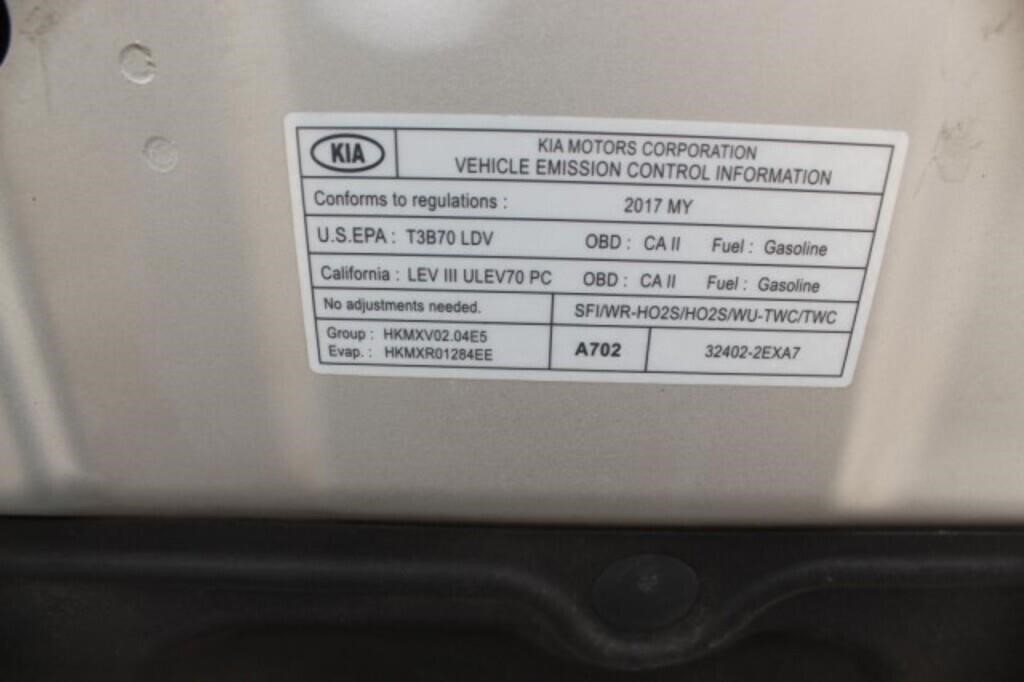 KIA
KIA MOTORS CORPORATION
VEHICLE EMISSION CONTROL INFORMATION
Conforms to regulations : 2017 MY
U.S.EPA : T3B70 LDV OBD : CA II Fuel : Gasoline
California : LEV III ULEV70 PC OBD : CA II Fuel : Gasoline
No adjustments needed. SFI/WR-HO2S/HO2S/WU-TWC/TWC
Group : HKMXV02.04E5
Evap. : HKMXR01284EE
A702 32402-2EXA7